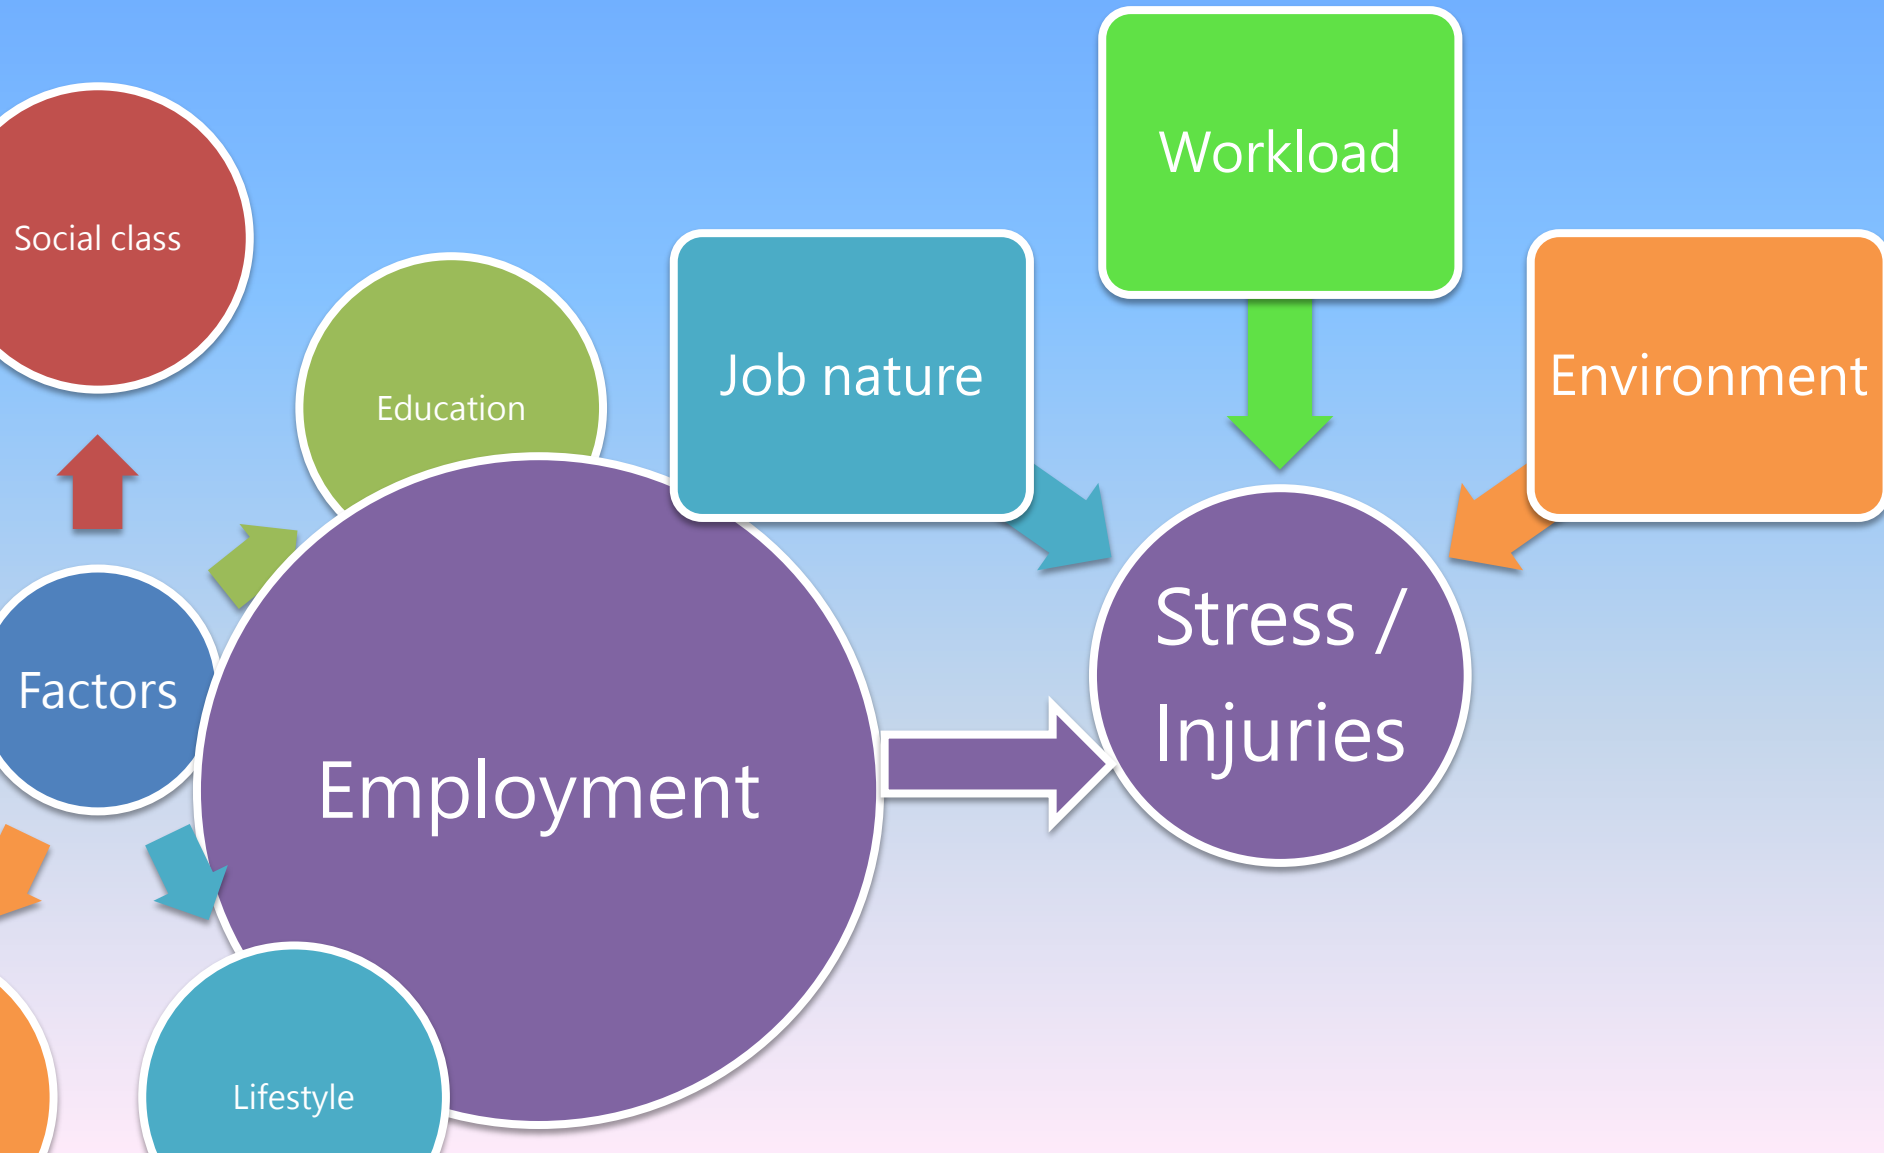 Workload
Social class
Job nature
Environment
Education
Stress /
Injuries
Factors
Employment
Lifestyle